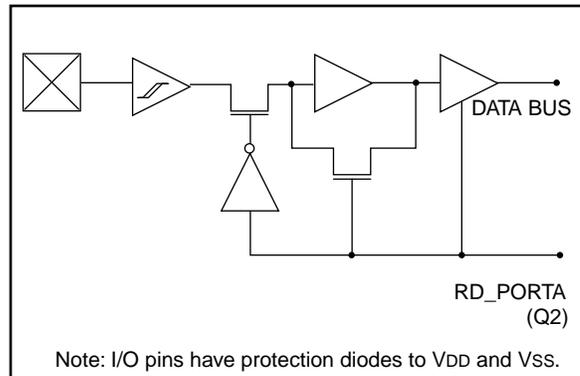 DATA BUS
RD_PORTA
(Q2)
Note: I/O pins have protection diodes to VDD and VSS.